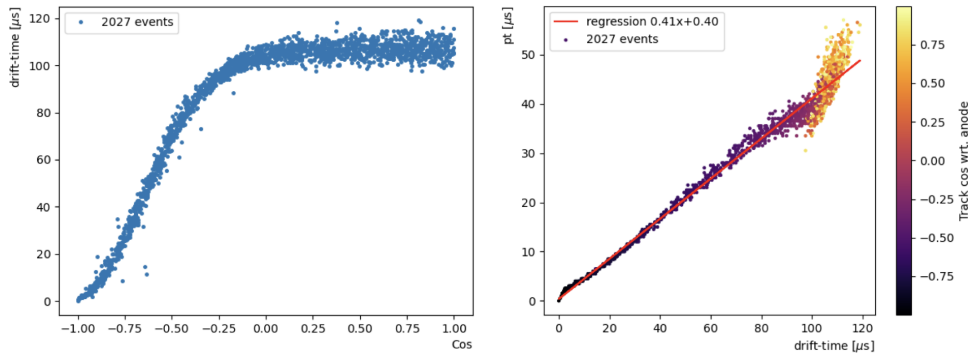 drift-time [μs]
120
100
80
60
40
20
0
2027 events
−1.00 −0.75 −0.50 −0.25 0.00 0.25 0.50 0.75 1.00
Cos
pt [μs]
50
40
30
20
10
0
regression 0.41x+0.40
2027 events
0 20 40 60 80 100 120
drift-time [μs]
0.75
0.50
0.25
0.00
−0.25
−0.50
−0.75
Track cos wrt. anode